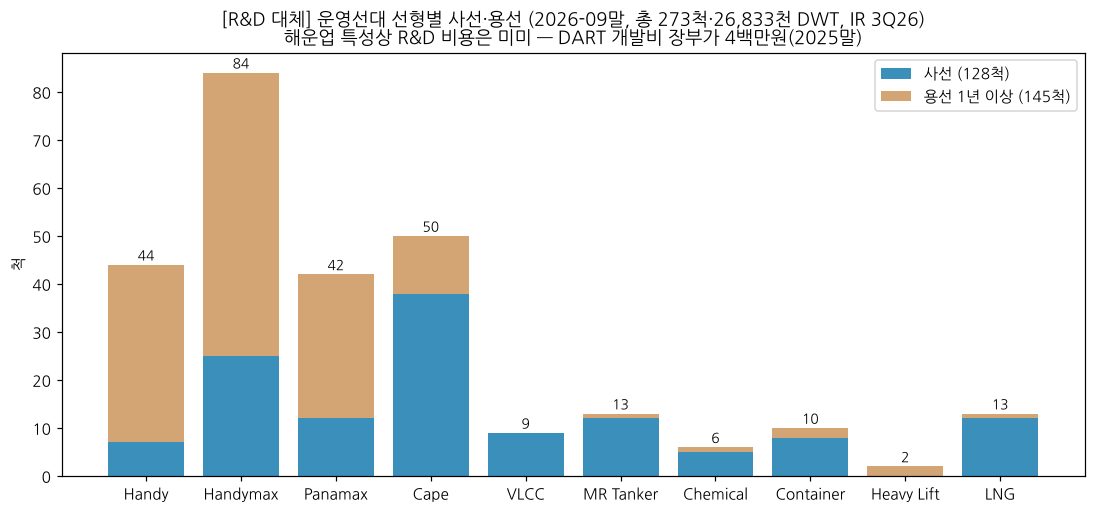 [R&D 대체] 운영선대 선형별 사선·용선 (2026-09말, 총 273척·26,833천 DWT, IR 3Q26)
해운업 특성상 R&D 비용은 미미 — DART 개발비 장부가 4백만원(2025말)
사선 (128척)
용선 1년 이상 (145척)
척
80
70
60
50
40
30
20
10
0
44
84
42
50
9
13
6
10
2
13
Handy
Handymax
Panamax
Cape
VLCC
MR Tanker
Chemical
Container
Heavy Lift
LNG